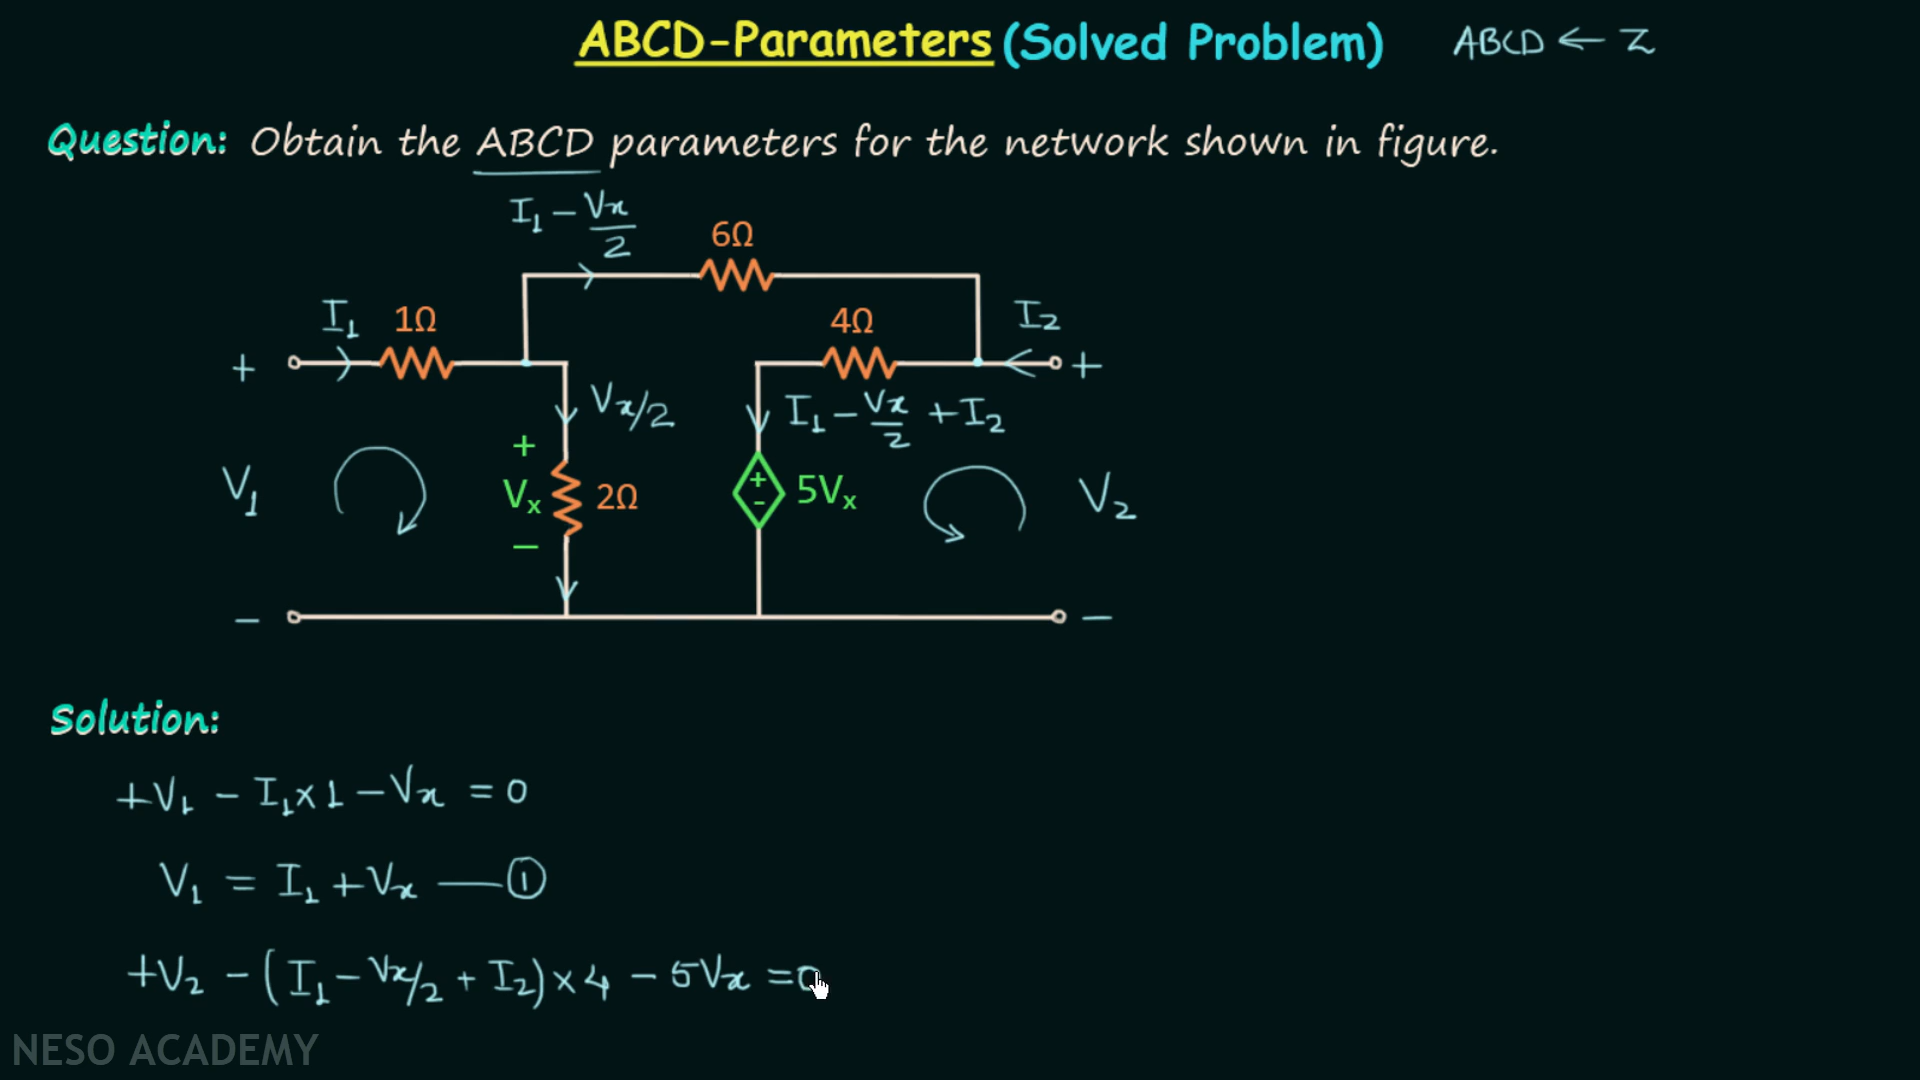 ABCD-Parameters (Solved Problem) ABCD ← Z
Question: Obtain the ABCD parameters for the network shown in figure.
I₁ - Vx/2
6Ω
I₁ 1Ω
4Ω I₂
+ +
Vx/2
I₁ - Vx/2 + I₂
+
V₁
Vx 2Ω
+
-
5Vx
V₂
-
- -
Solution:
+V₁ - I₁×1 - Vx = 0
V₁ = I₁ + Vx — ①
+V₂ - (I₁ - Vx/2 + I₂)×4 - 5Vx = 0
NESO ACADEMY